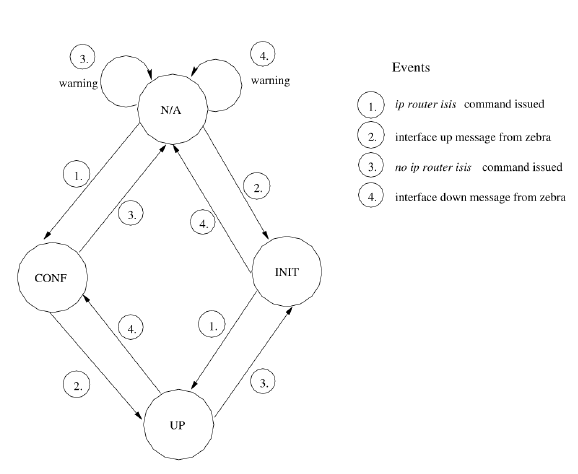 3.
warning
4.
warning
N/A
Events
1. ip router isis command issued
2. interface up message from zebra
3. no ip router isis command issued
4. interface down message from zebra
1.
2.
3.
4.
CONF
INIT
4.
1.
2.
3.
UP